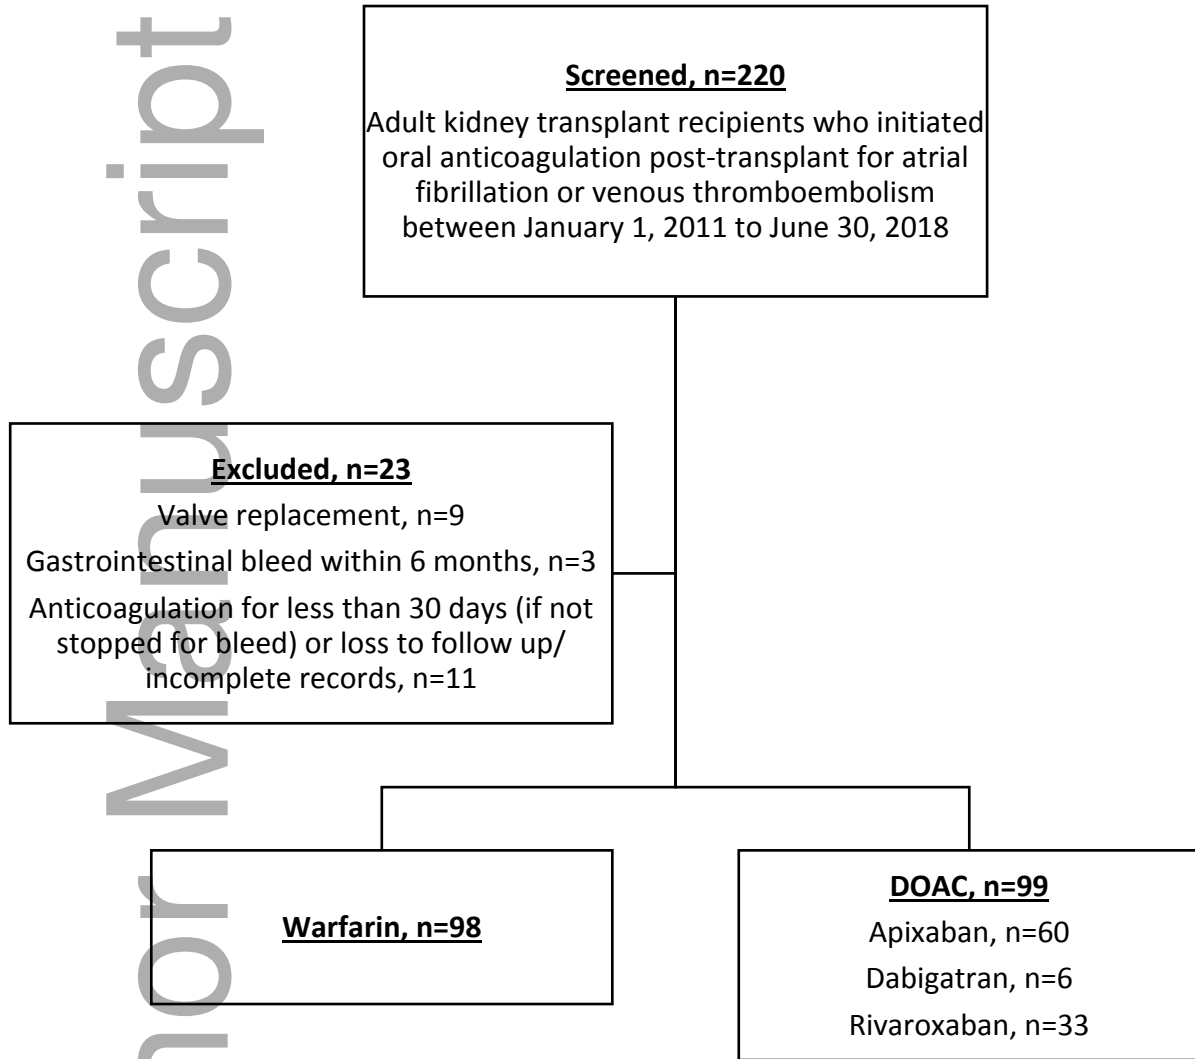 Screened, n=220
Adult kidney transplant recipients who initiated
oral anticoagulation post-transplant for atrial
fibrillation or venous thromboembolism
between January 1, 2011 to June 30, 2018
Excluded, n=23
Valve replacement, n=9
Gastrointestinal bleed within 6 months, n=3
Anticoagulation for less than 30 days (if not
stopped for bleed) or loss to follow up/
incomplete records, n=11
Warfarin, n=98
DOAC, n=99
Apixaban, n=60
Dabigatran, n=6
Rivaroxaban, n=33
hor Manuscript